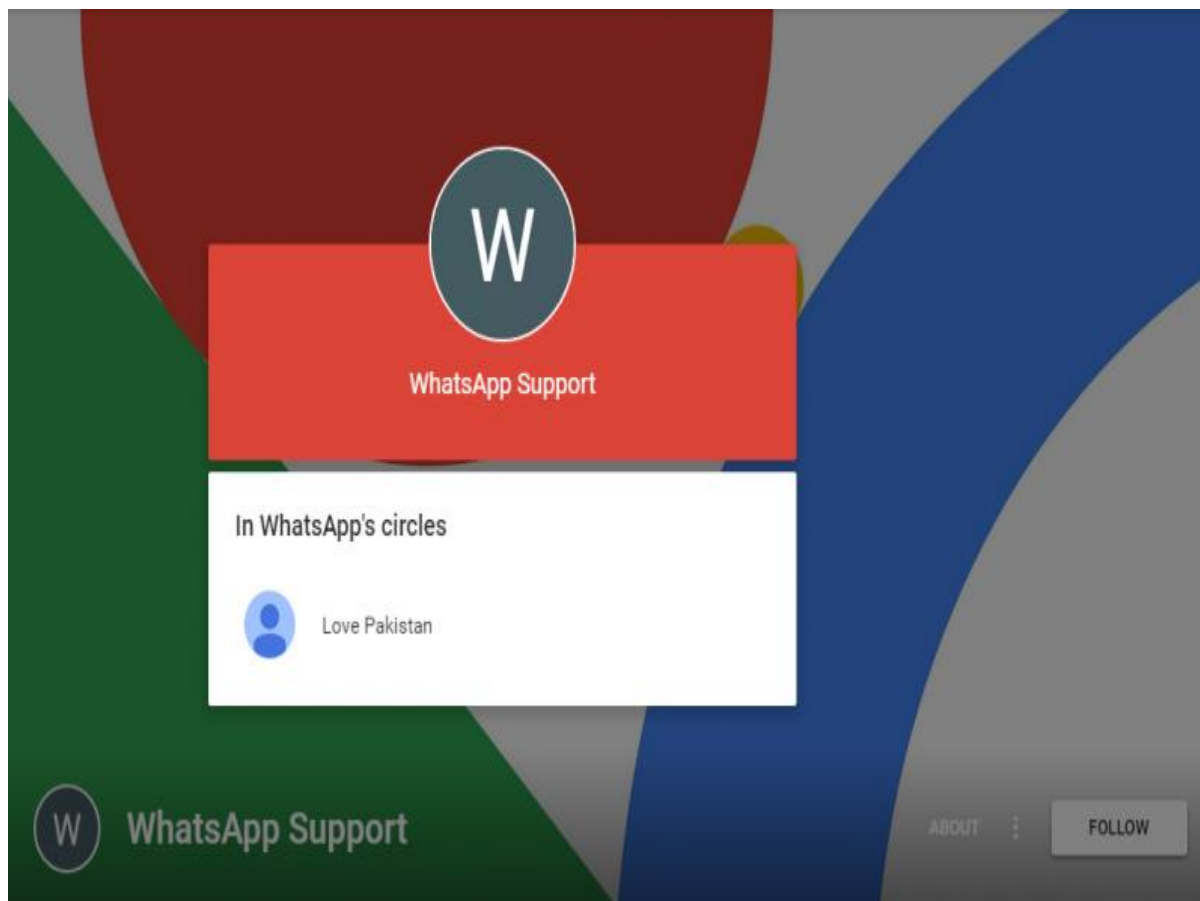 W
WhatsApp Support
In WhatsApp's circles
Love Pakistan
W
WhatsApp Support
ABOUT
FOLLOW